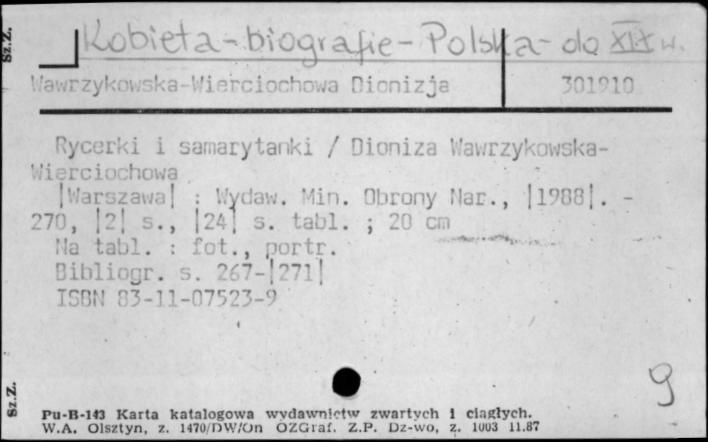 Sz.Z.
Kobieta - biografie - Polska - do XIX w.
Wawrzykowska-Wierciochowa Dionizja 301910
Rycerki i samarytanki / Dioniza Wawrzykowska-
Wierciochowa
|Warszawa| : Wydaw. Min. Obrony Nar., |1988|. -
270, |2| s., |24| s. tabl. ; 20 cm
Na tabl. : fot., portr.
Bibliogr. s. 267-|271|
ISBN 83-11-07523-9
9
Sz.Z.
Pu-B-143 Karta katalogowa wydawnictw zwartych i ciągłych.
W.A. Olsztyn, z. 1470/DW/On OZGraf. Z.P. Dz-wo, z. 1003 11.87